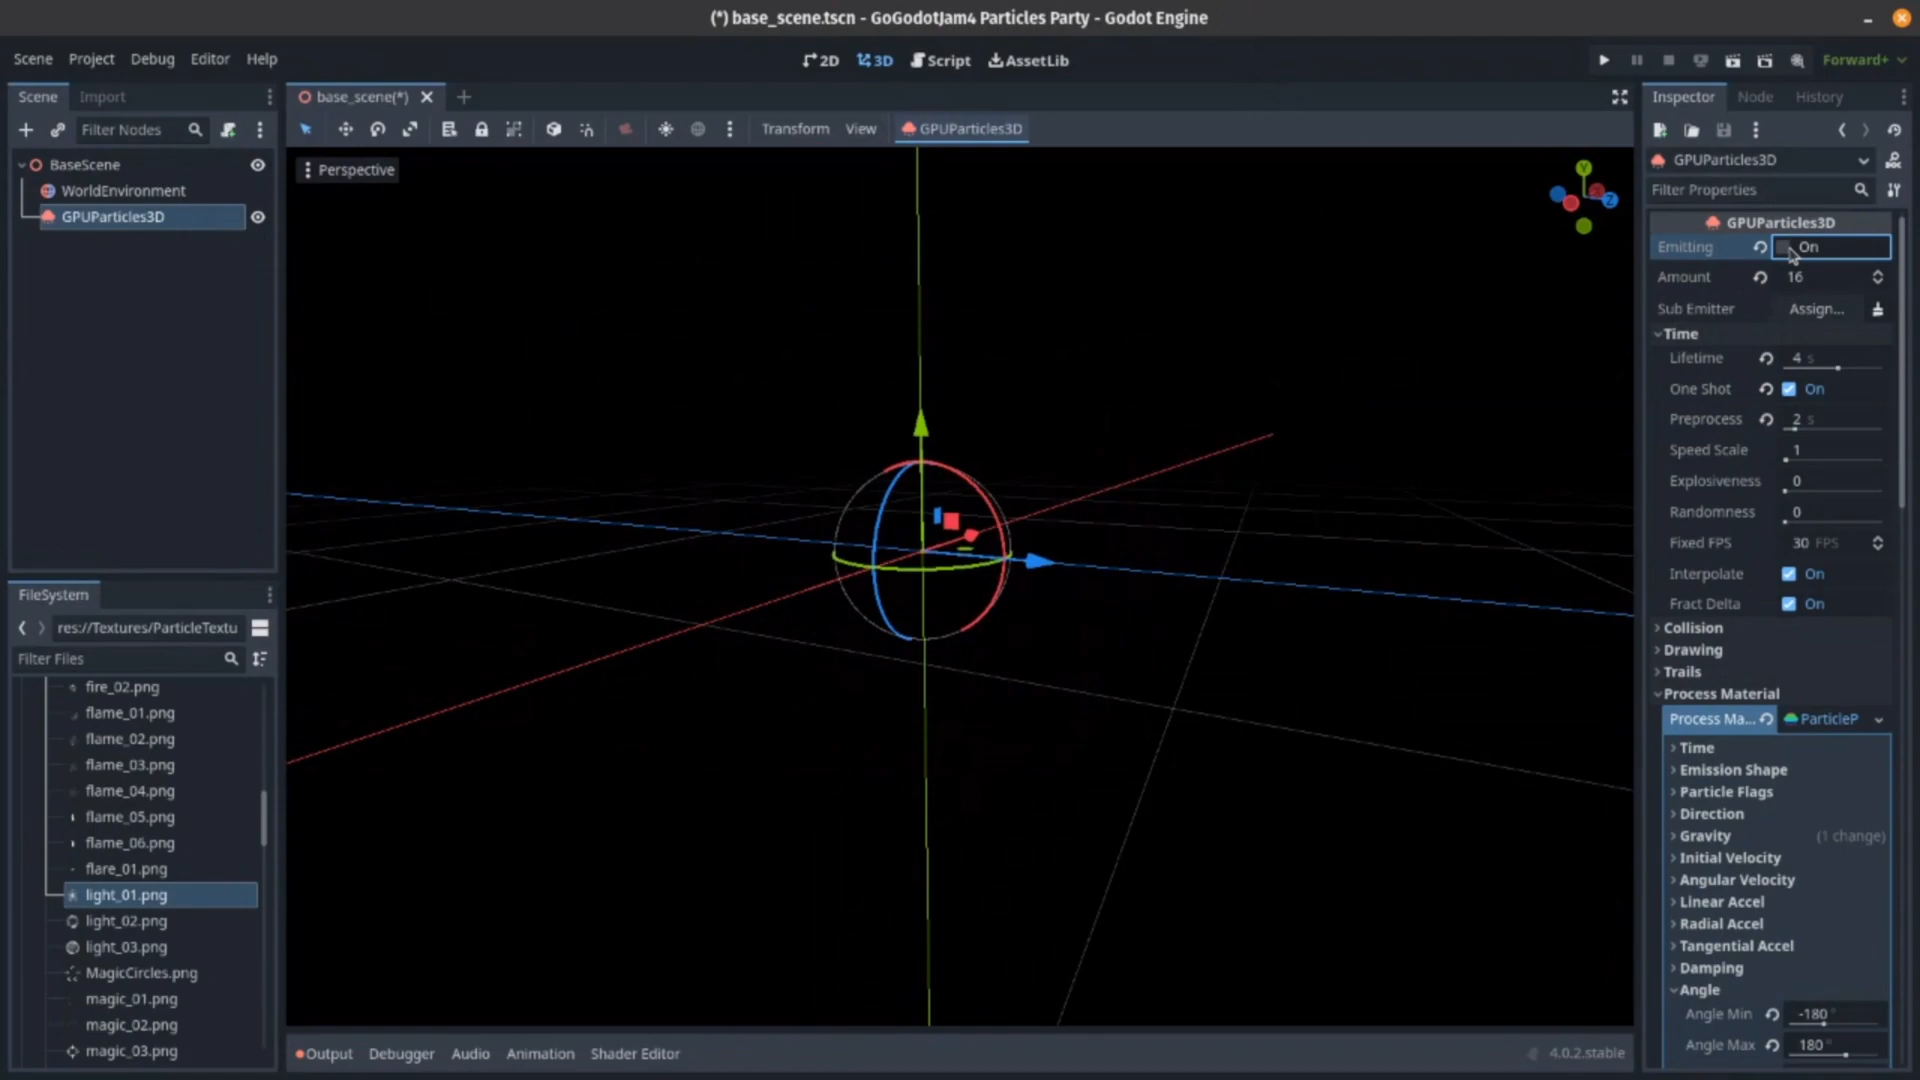 (*) base_scene.tscn - GoGodotJam4 Particles Party - Godot Engine
Scene Project Debug Editor Help
2D 3D Script AssetLib
Forward+
Scene Import
base_scene(*)
Inspector Node History
Filter Nodes
Transform View GPUParticles3D
BaseScene
WorldEnvironment
GPUParticles3D
Perspective
Y
Z
GPUParticles3D
Filter Properties
GPUParticles3D
Emitting On
Amount 16
Sub Emitter Assign...
Time
Lifetime 4 s
One Shot On
Preprocess 2 s
Speed Scale 1
Explosiveness 0
Randomness 0
Fixed FPS 30 FPS
Interpolate On
Fract Delta On
Collision
Drawing
Trails
Process Material
Process Ma... ParticleP
Time
Emission Shape
Particle Flags
Direction
Gravity (1 change)
Initial Velocity
Angular Velocity
Linear Accel
Radial Accel
Tangential Accel
Damping
Angle
Angle Min -180 °
Angle Max 180 °
FileSystem
res://Textures/ParticleTextu
Filter Files
fire_02.png
flame_01.png
flame_02.png
flame_03.png
flame_04.png
flame_05.png
flame_06.png
flare_01.png
light_01.png
light_02.png
light_03.png
MagicCircles.png
magic_01.png
magic_02.png
magic_03.png
Output Debugger Audio Animation Shader Editor
4.0.2.stable